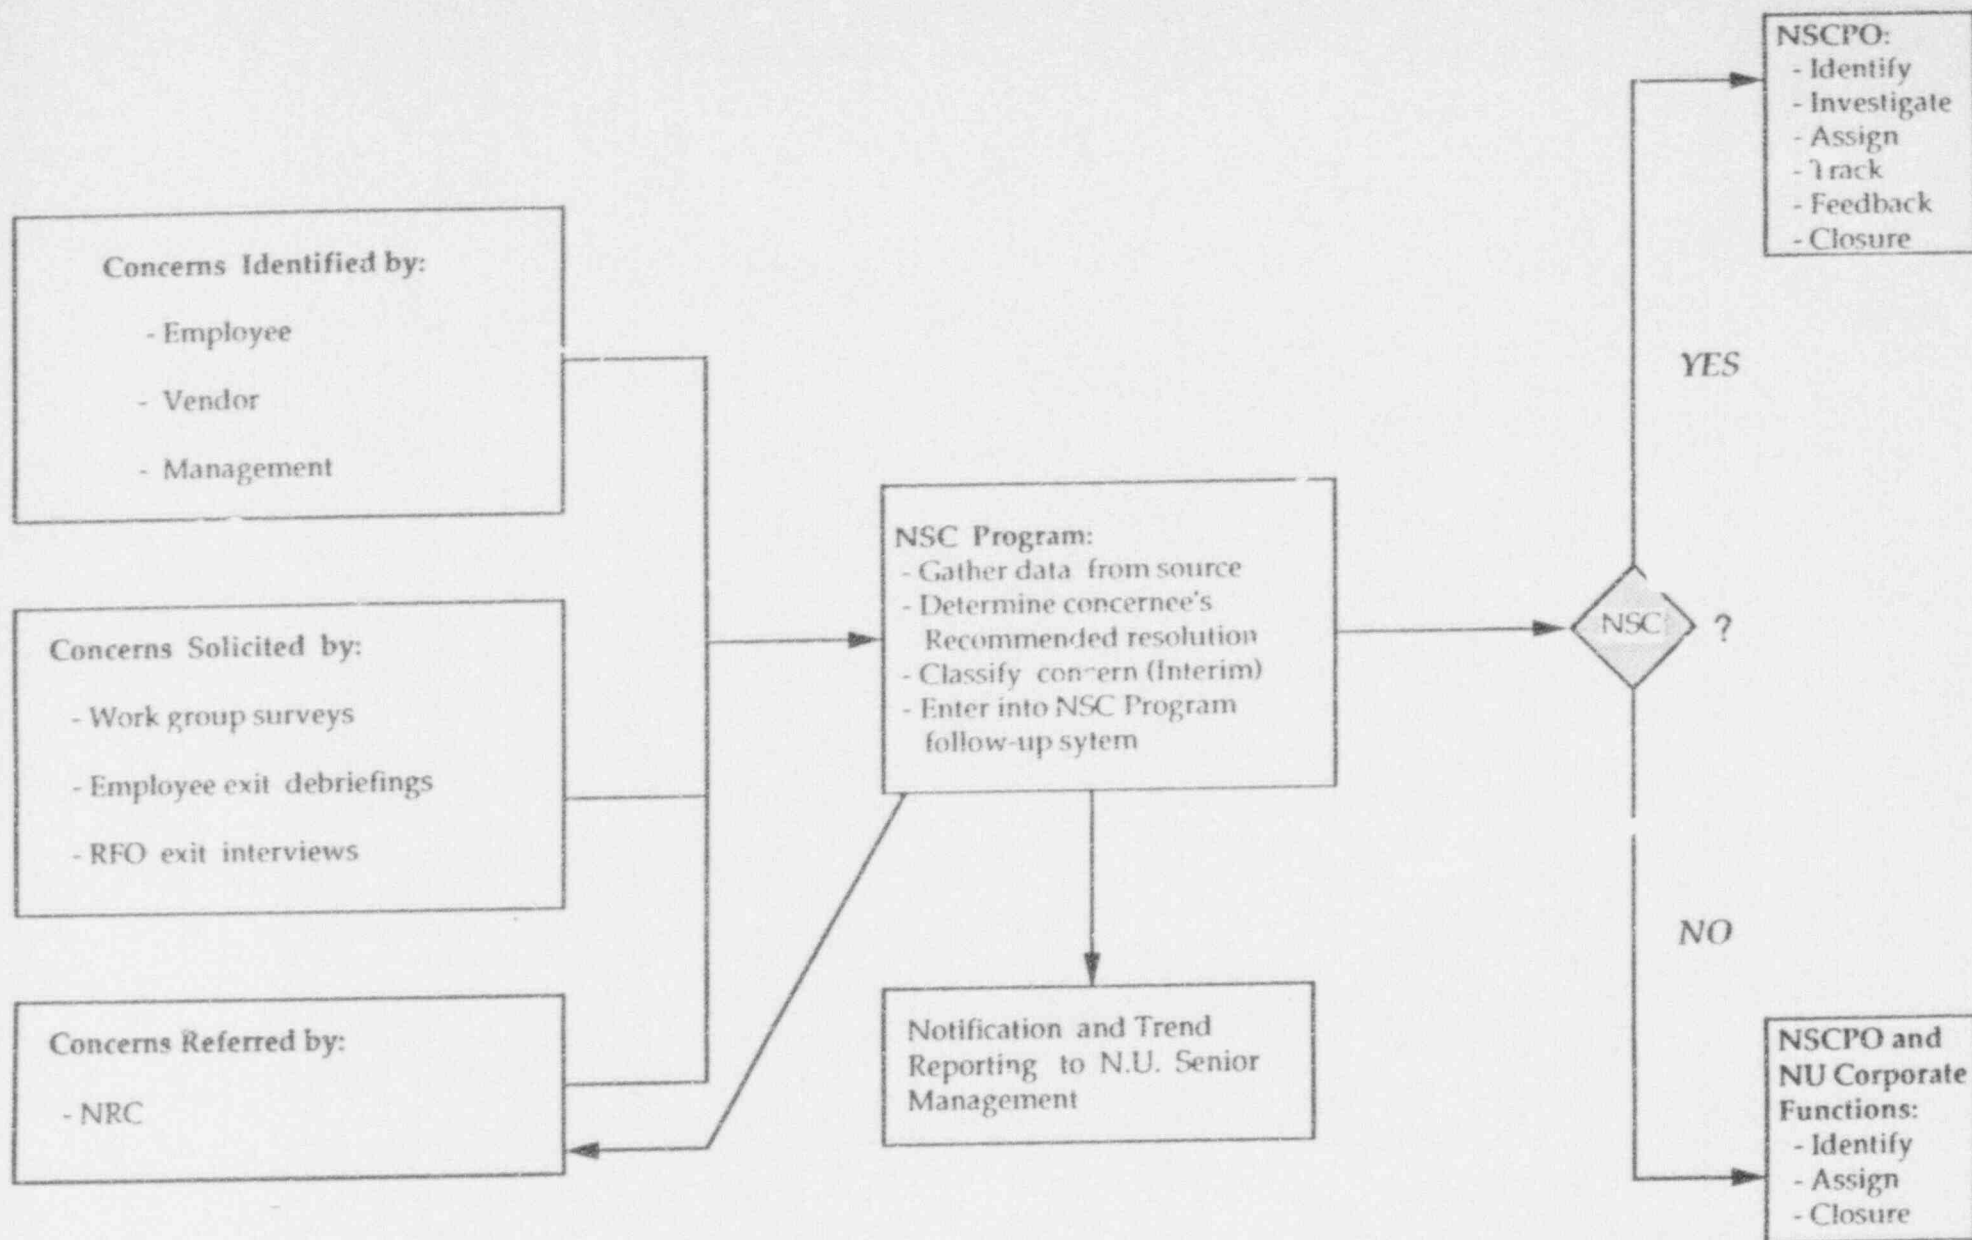 NSCPO:
- Identify
- Investigate
- Assign
- Track
- Feedback
- Closure
Concerns Identified by:
- Employee
- Vendor
- Management
YES
NSC Program:
- Gather data from source
- Determine concernee's
Recommended resolution
- Classify concern (Interim)
- Enter into NSC Program
follow-up sytem
NSC ?
Concerns Solicited by:
- Work group surveys
- Employee exit debriefings
- RFO exit interviews
NO
Concerns Referred by:
- NRC
Notification and Trend
Reporting to N.U. Senior
Management
NSCPO and
NU Corporate
Functions:
- Identify
- Assign
- Closure